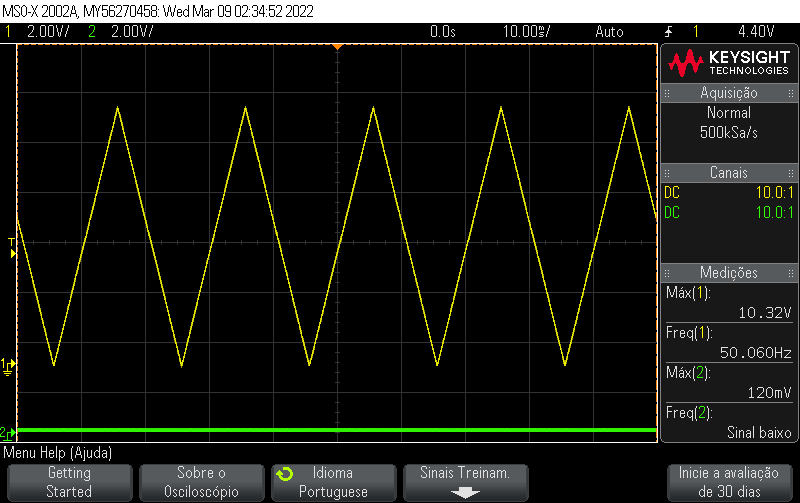 MSO-X 2002A, MY56270458: Wed Mar 09 02:34:52 2022
1 2.00V/ 2 2.00V/ 0.0s 10.00ms/ Auto 1 4.40V
KEYSIGHT
TECHNOLOGIES
Aquisição
Normal
500kSa/s
Canais
DC 10.0:1
DC 10.0:1
Medições
Máx(1):
10.32V
Freq(1):
50.060Hz
Máx(2):
120mV
Freq(2):
Sinal baixo
T
1
2
Menu Help (Ajuda)
Getting
Started
Sobre o
Osciloscópio
Idioma
Portuguese
Sinais Treinam.
Inicie a avaliação
de 30 dias